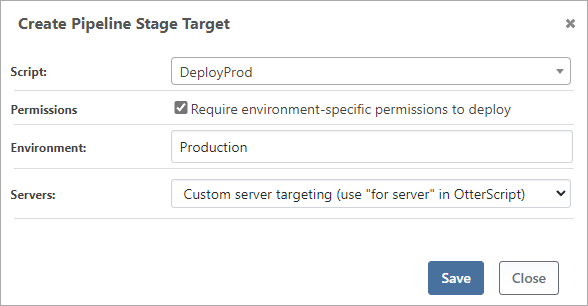 Create Pipeline Stage Target
Script: DeployProd
Permissions Require environment-specific permissions to deploy
Environment: Production
Servers: Custom server targeting (use "for server" in OtterScript)
Save Close